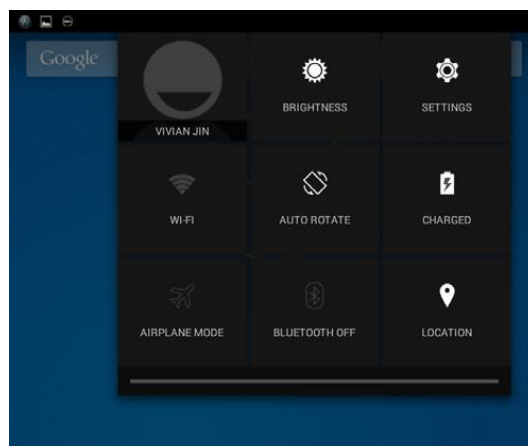 Google
VIVIAN JIN
BRIGHTNESS
SETTINGS
WI-FI
AUTO ROTATE
CHARGED
AIRPLANE MODE
BLUETOOTH OFF
LOCATION